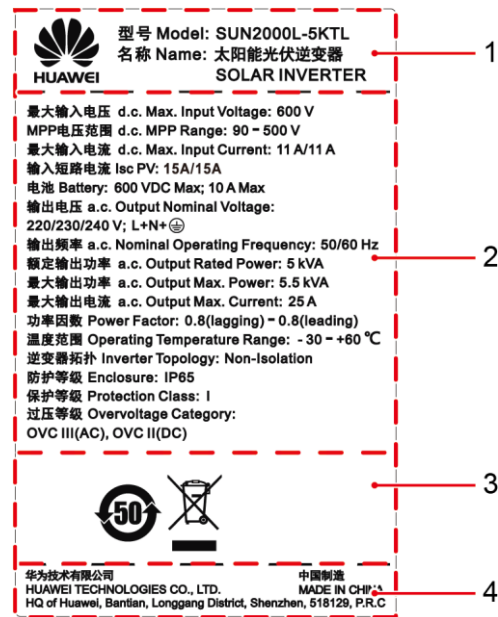 HUAWEI
型号 Model: SUN2000L-5KTL
名称 Name: 太阳能光伏逆变器
SOLAR INVERTER
1
最大输入电压 d.c. Max. Input Voltage: 600 V
MPP电压范围 d.c. MPP Range: 90 - 500 V
最大输入电流 d.c. Max. Input Current: 11 A/11 A
输入短路电流 Isc PV: 15A/15A
电池 Battery: 600 VDC Max; 10 A Max
输出电压 a.c. Output Nominal Voltage:
220/230/240 V; L+N+
输出频率 a.c. Nominal Operating Frequency: 50/60 Hz
额定输出功率 a.c. Output Rated Power: 5 kVA
最大输出功率 a.c. Output Max. Power: 5.5 kVA
最大输出电流 a.c. Output Max. Current: 25 A
功率因数 Power Factor: 0.8(lagging) - 0.8(leading)
温度范围 Operating Temperature Range: - 30 - +60 ℃
逆变器拓扑 Inverter Topology: Non-Isolation
防护等级 Enclosure: IP65
保护等级 Protection Class: I
过压等级 Overvoltage Category:
OVC III(AC), OVC II(DC)
2
50
3
华为技术有限公司 中国制造
HUAWEI TECHNOLOGIES CO., LTD. MADE IN CHINA
HQ of Huawei, Bantian, Longgang District, Shenzhen, 518129, P.R.C
4